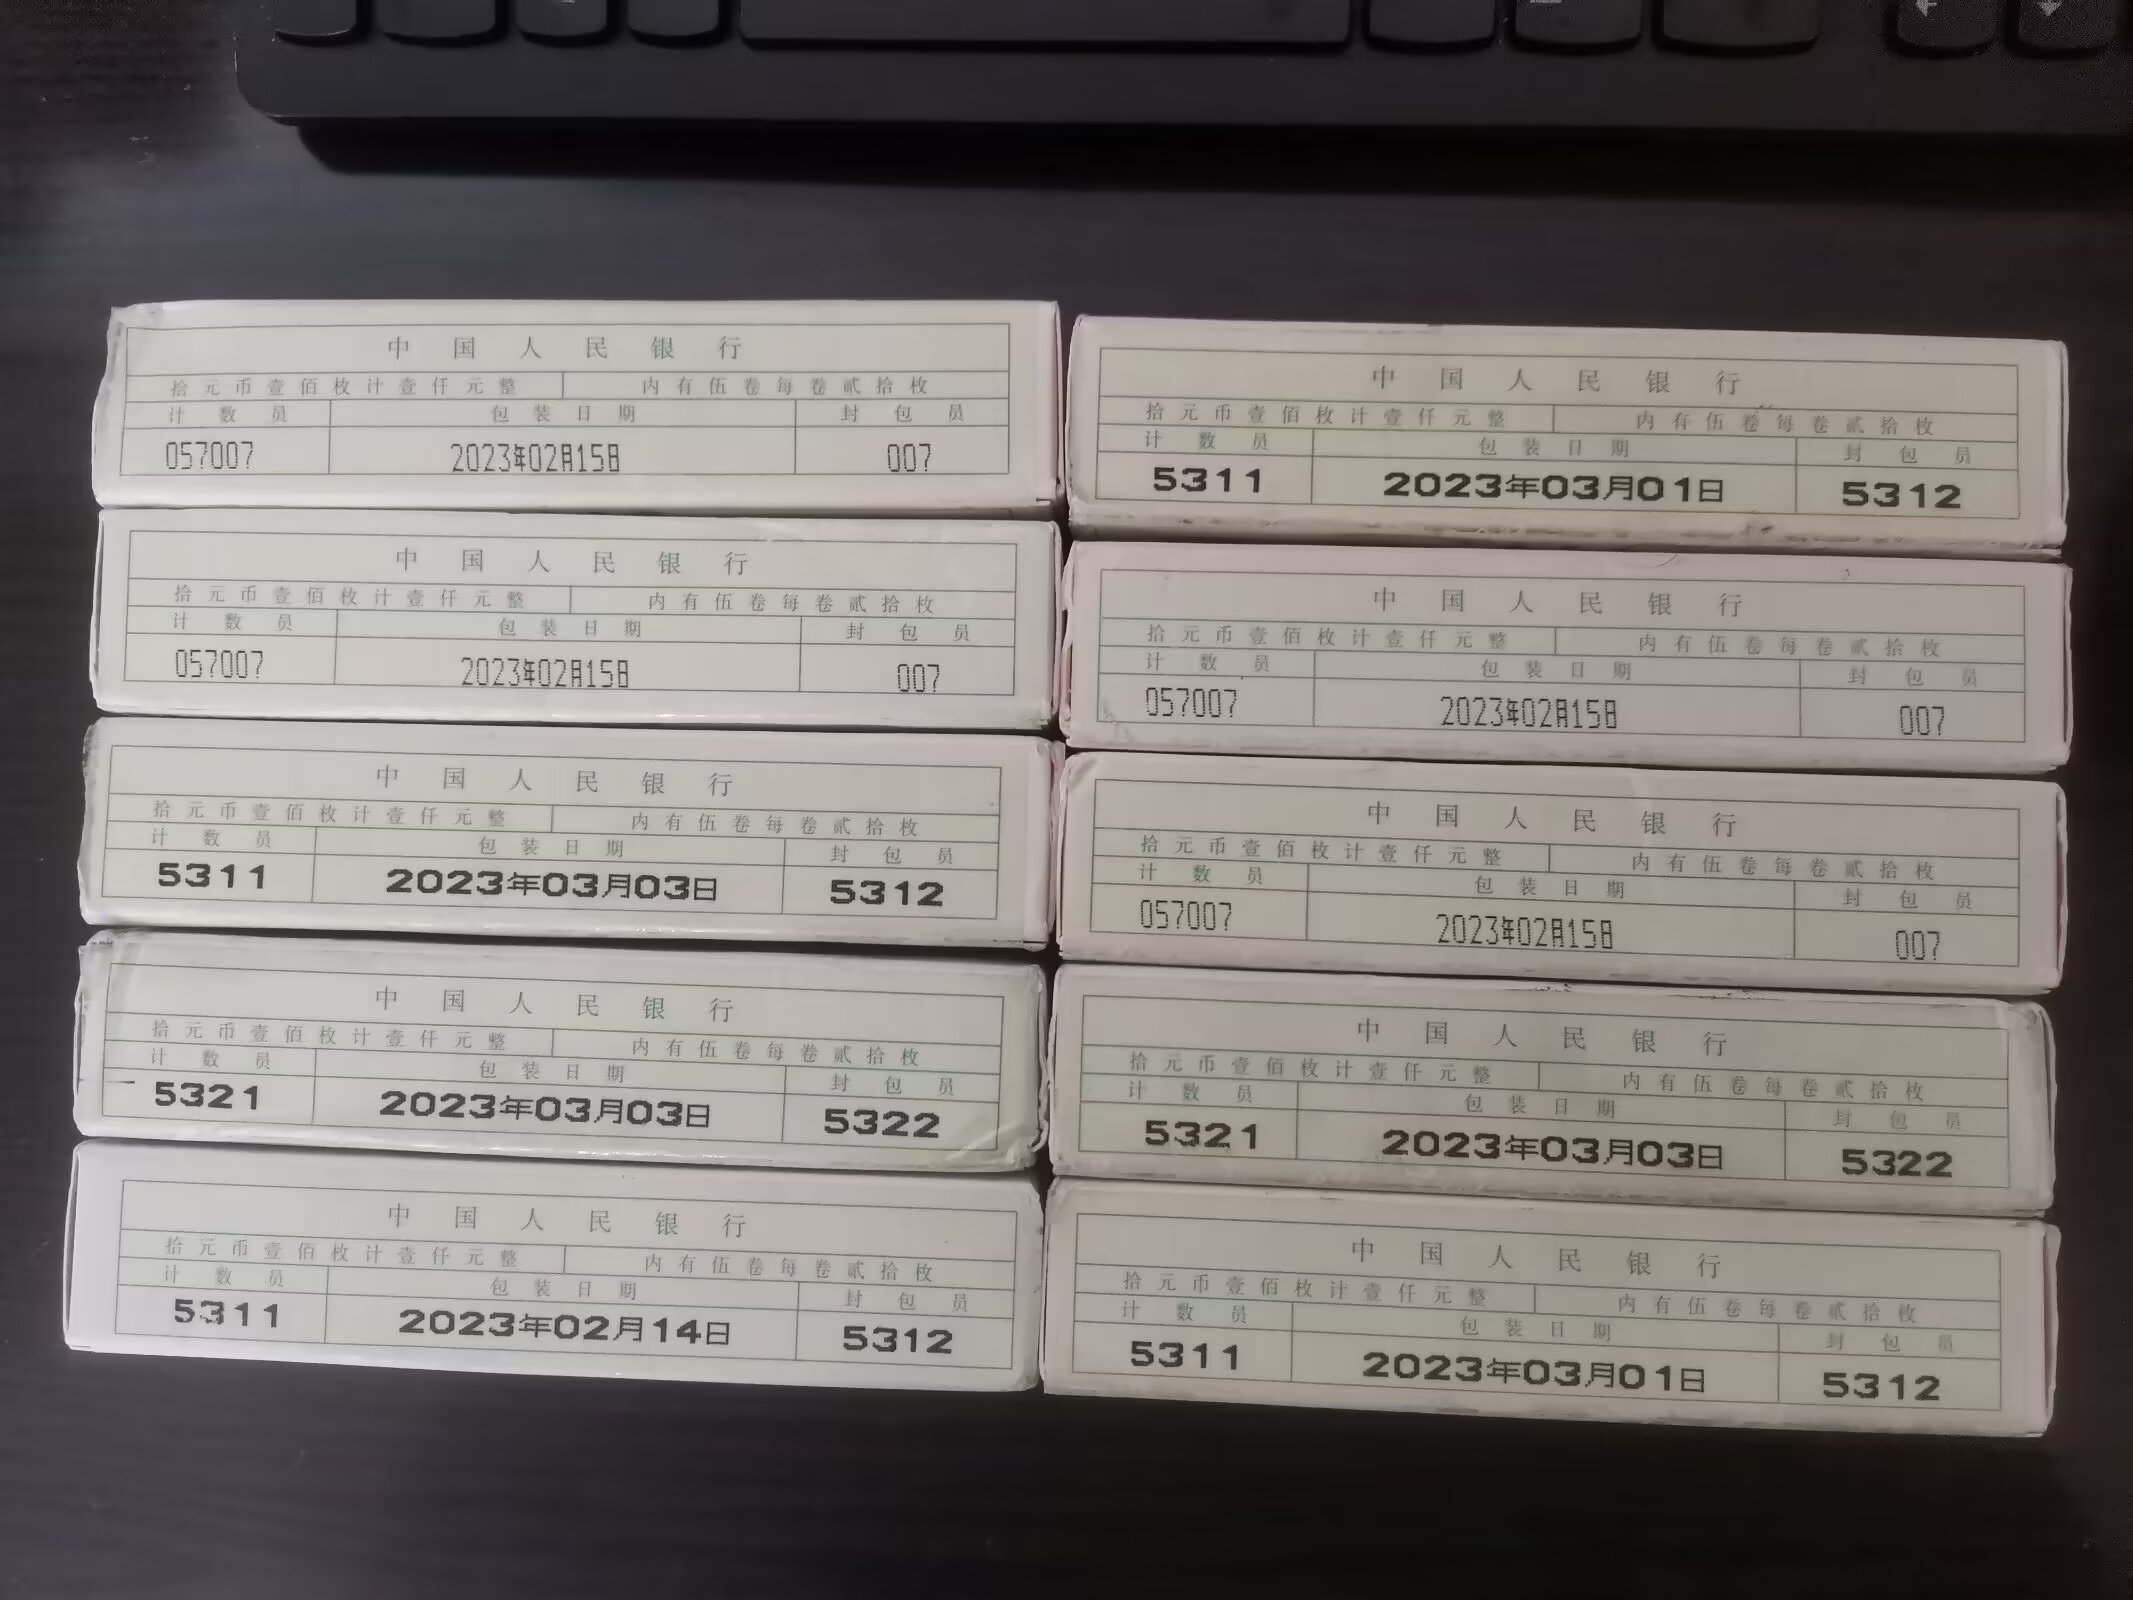 中国人民银行
拾元币壹佰枚计壹仟元整 内有伍卷每卷贰拾枚
计数员 包装日期 封包员
057007 2023年02月15日 007
中国人民银行
拾元币壹佰枚计壹仟元整 内有伍卷每卷贰拾枚
计数员 包装日期 封包员
057007 2023年02月15日 007
中国人民银行
拾元币壹佰枚计壹仟元整 内有伍卷每卷贰拾枚
计数员 包装日期 封包员
5311 2023年03月03日 5312
中国人民银行
拾元币壹佰枚计壹仟元整 内有伍卷每卷贰拾枚
计数员 包装日期 封包员
5321 2023年03月03日 5322
中国人民银行
拾元币壹佰枚计壹仟元整 内有伍卷每卷贰拾枚
计数员 包装日期 封包员
5311 2023年02月14日 5312
中国人民银行
拾元币壹佰枚计壹仟元整 内有伍卷每卷贰拾枚
计数员 包装日期 封包员
5311 2023年03月01日 5312
中国人民银行
拾元币壹佰枚计壹仟元整 内有伍卷每卷贰拾枚
计数员 包装日期 封包员
057007 2023年02月15日 007
中国人民银行
拾元币壹佰枚计壹仟元整 内有伍卷每卷贰拾枚
计数员 包装日期 封包员
057007 2023年02月15日 007
中国人民银行
拾元币壹佰枚计壹仟元整 内有伍卷每卷贰拾枚
计数员 包装日期 封包员
5321 2023年03月03日 5322
中国人民银行
拾元币壹佰枚计壹仟元整 内有伍卷每卷贰拾枚
计数员 包装日期 封包员
5311 2023年03月01日 5312